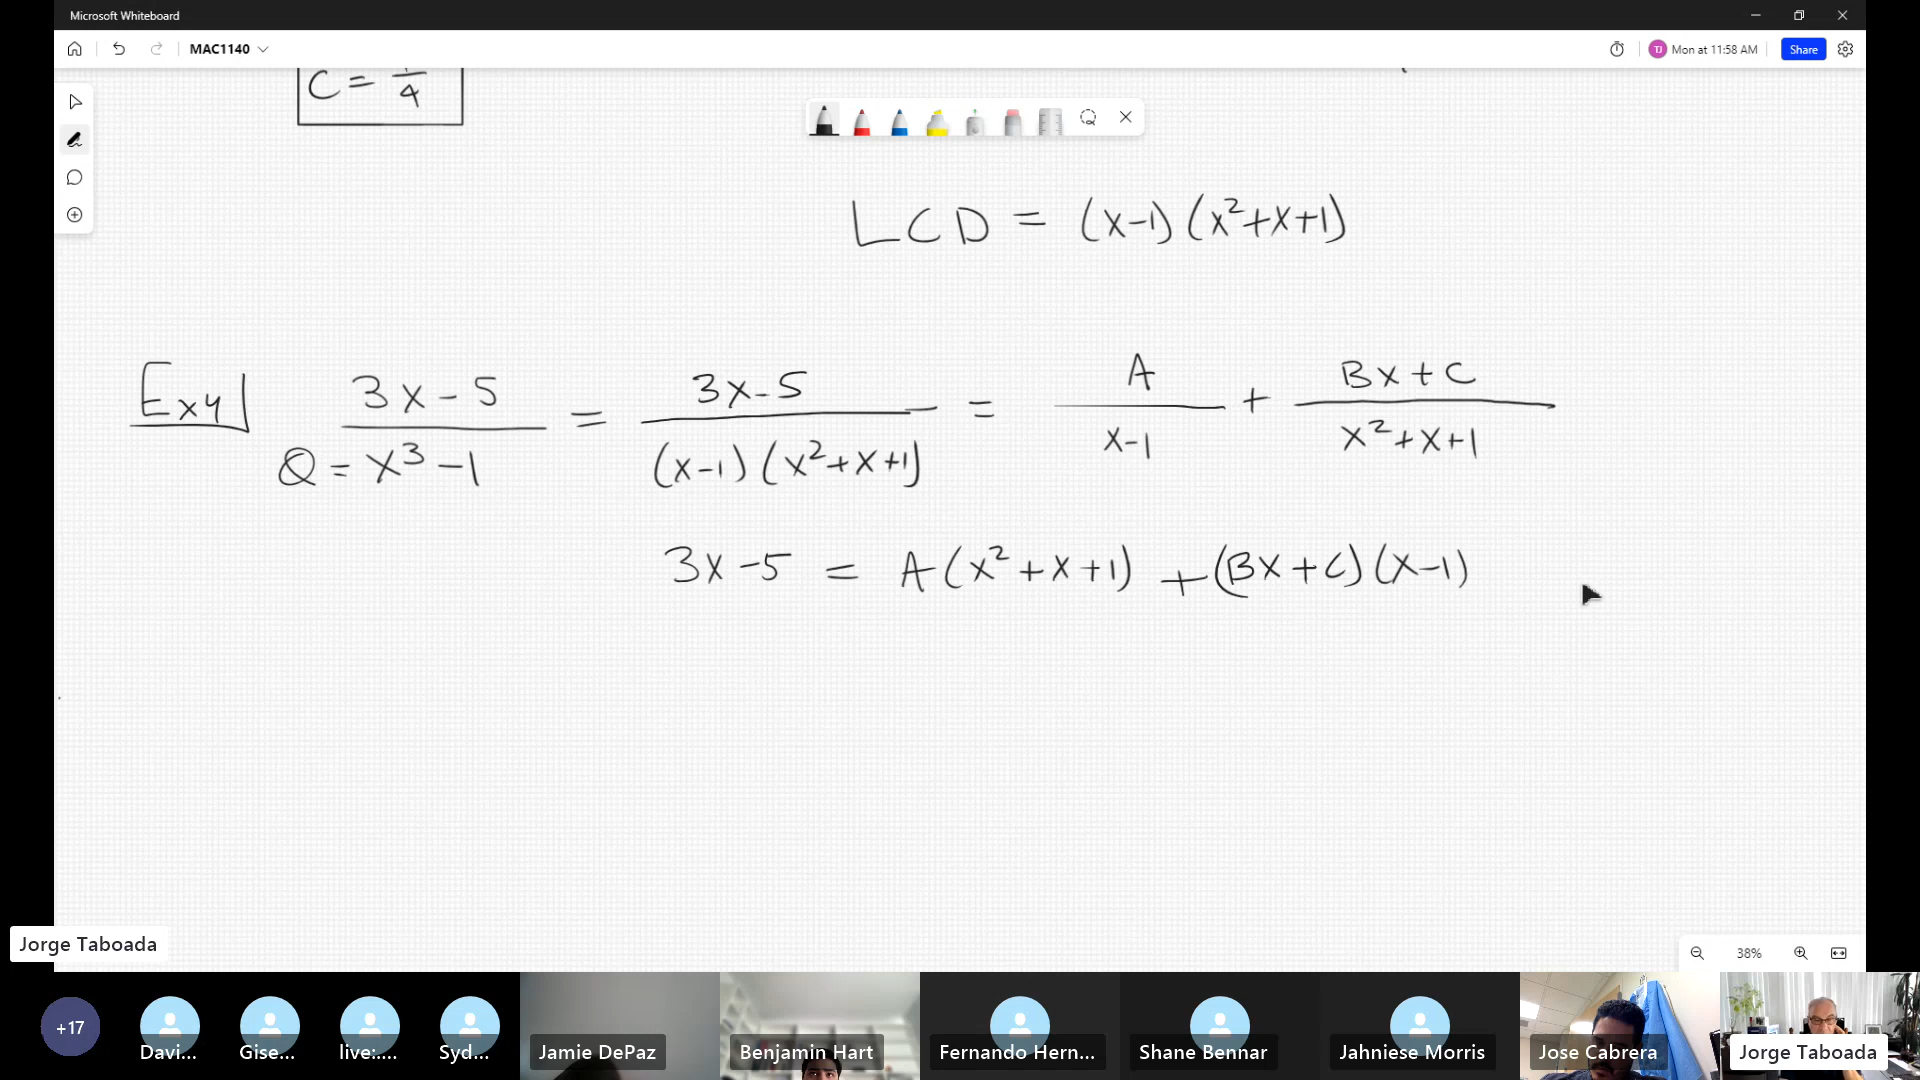 Microsoft Whiteboard
MAC1140
TJ Mon at 11:58 AM Share
C = 1/4
LCD = (x-1)(x²+x+1)
Ex4 (3x-5)/(Q = x³-1) = (3x-5)/((x-1)(x²+x+1)) = A/(x-1) + (Bx+C)/(x²+x+1)
3x-5 = A(x²+x+1) + (Bx+C)(x-1)
Jorge Taboada
38%
+17 Davi... Gise... live:.... Syd... Jamie DePaz Benjamin Hart Fernando Hern... Shane Bennar Jahniese Morris Jose Cabrera Jorge Taboada